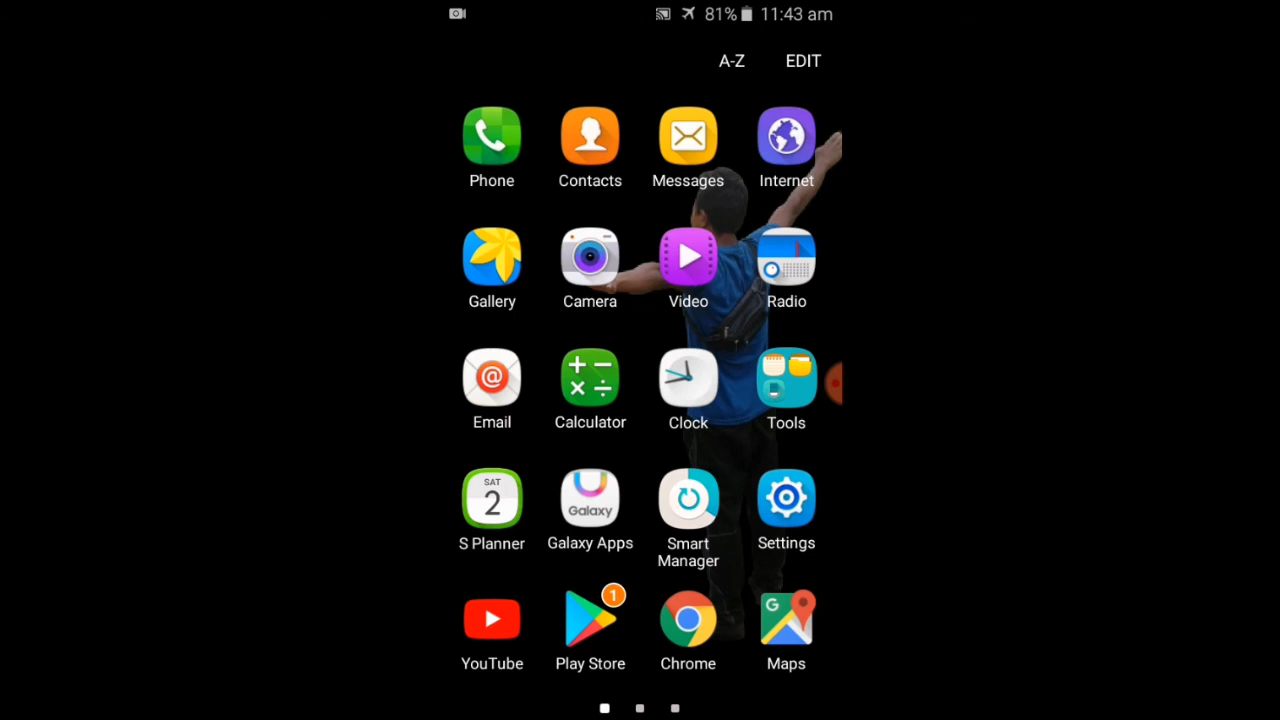 81% 11:43 am
A-Z EDIT
Phone Contacts Messages Internet
Gallery Camera Video Radio
Email Calculator Clock Tools
SAT
2
Galaxy
S Planner Galaxy Apps Smart Manager Settings
1
G
YouTube Play Store Chrome Maps